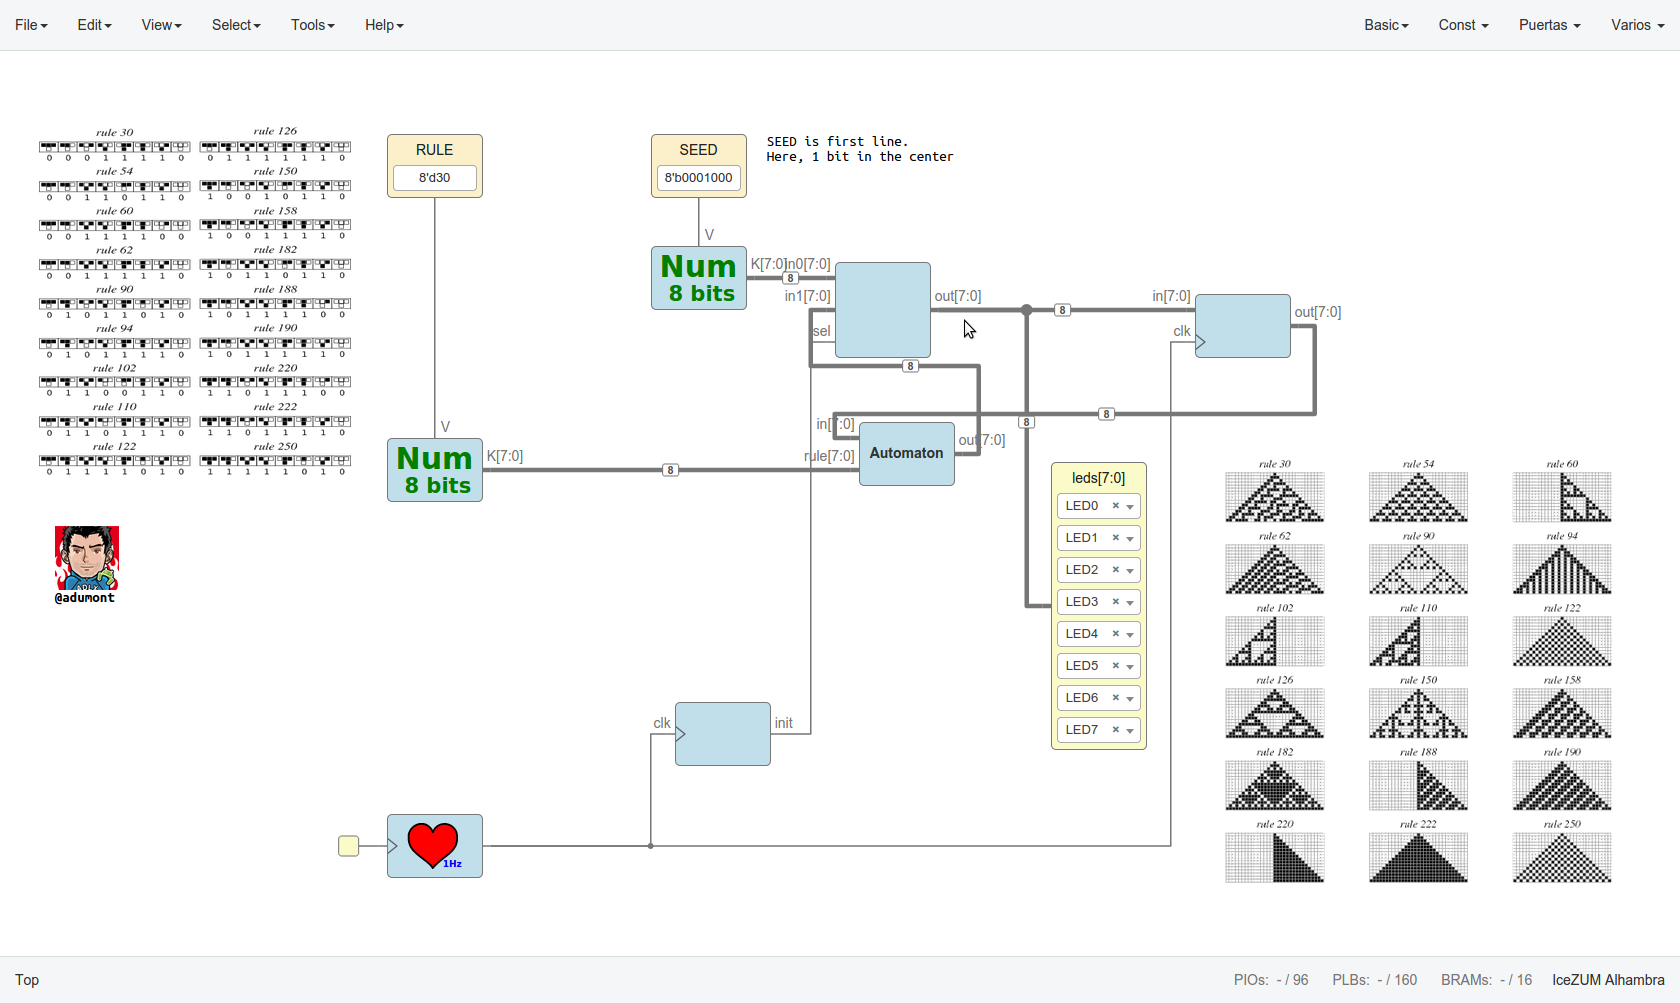 File Edit View Select Tools Help Basic Const Puertas Varios
rule 30 rule 126
0 0 0 1 1 1 1 0 0 1 1 1 1 1 1 0
rule 54 rule 150
0 0 1 1 0 1 1 0 1 0 0 1 0 1 1 0
rule 60 rule 158
0 0 1 1 1 1 0 0 1 0 0 1 1 1 1 0
rule 62 rule 182
0 0 1 1 1 1 1 0 1 0 1 1 0 1 1 0
rule 90 rule 188
0 1 0 1 1 0 1 0 1 0 1 1 1 1 0 0
rule 94 rule 190
0 1 0 1 1 1 1 0 1 0 1 1 1 1 1 0
rule 102 rule 220
0 1 1 0 0 1 1 0 1 1 0 1 1 1 0 0
rule 110 rule 222
0 1 1 0 1 1 1 0 1 1 0 1 1 1 1 0
rule 122 rule 250
0 1 1 1 1 0 1 0 1 1 1 1 1 0 1 0
@adumont
RULE
8'd30
V
Num
8 bits
K[7:0]
8
SEED
8'b0001000
SEED is first line.
Here, 1 bit in the center
V
Num
8 bits
K[7:0]
8
in0[7:0]
in1[7:0]
sel
out[7:0]
8
8
in[7:0]
clk
out[7:0]
8
8
in[7:0]
rule[7:0]
Automaton
out[7:0]
leds[7:0]
LED0
LED1
LED2
LED3
LED4
LED5
LED6
LED7
clk
init
1Hz
rule 30 rule 54 rule 60
rule 62 rule 90 rule 94
rule 102 rule 110 rule 122
rule 126 rule 150 rule 158
rule 182 rule 188 rule 190
rule 220 rule 222 rule 250
Top PIOs: - / 96 PLBs: - / 160 BRAMs: - / 16 IceZUM Alhambra